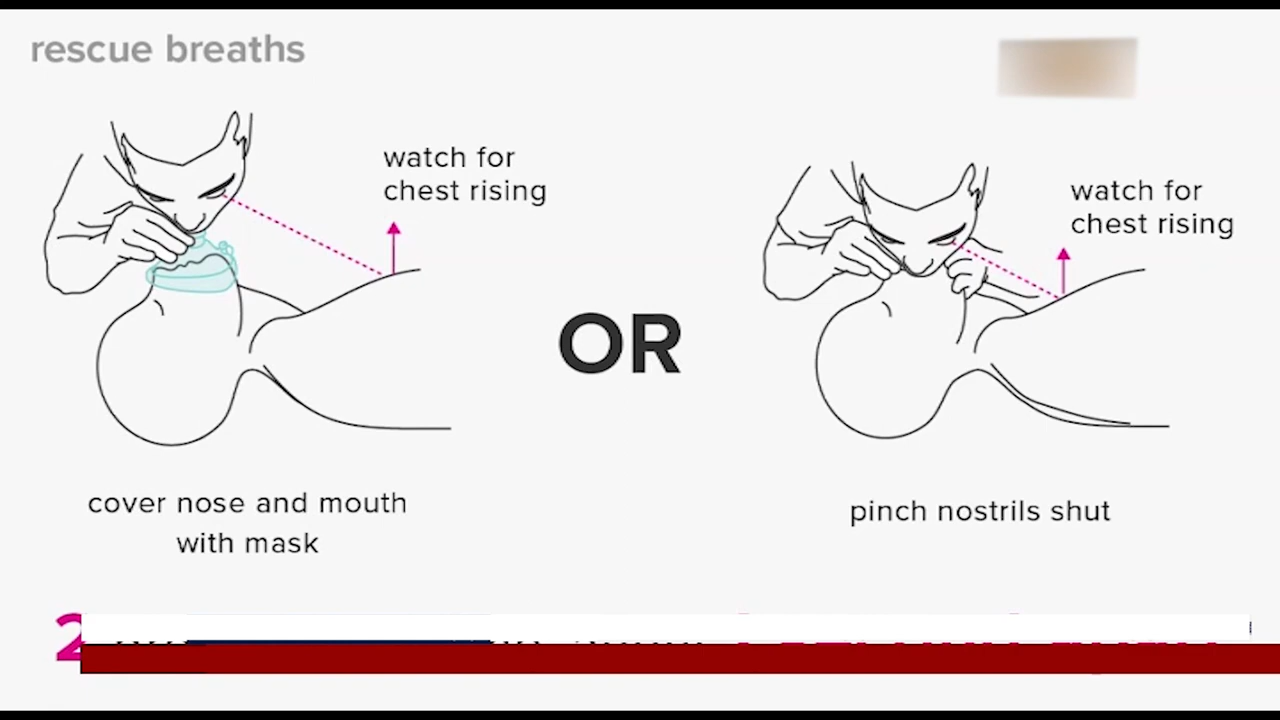 rescue breaths
watch for
chest rising
watch for
chest rising
OR
cover nose and mouth
with mask
pinch nostrils shut
2